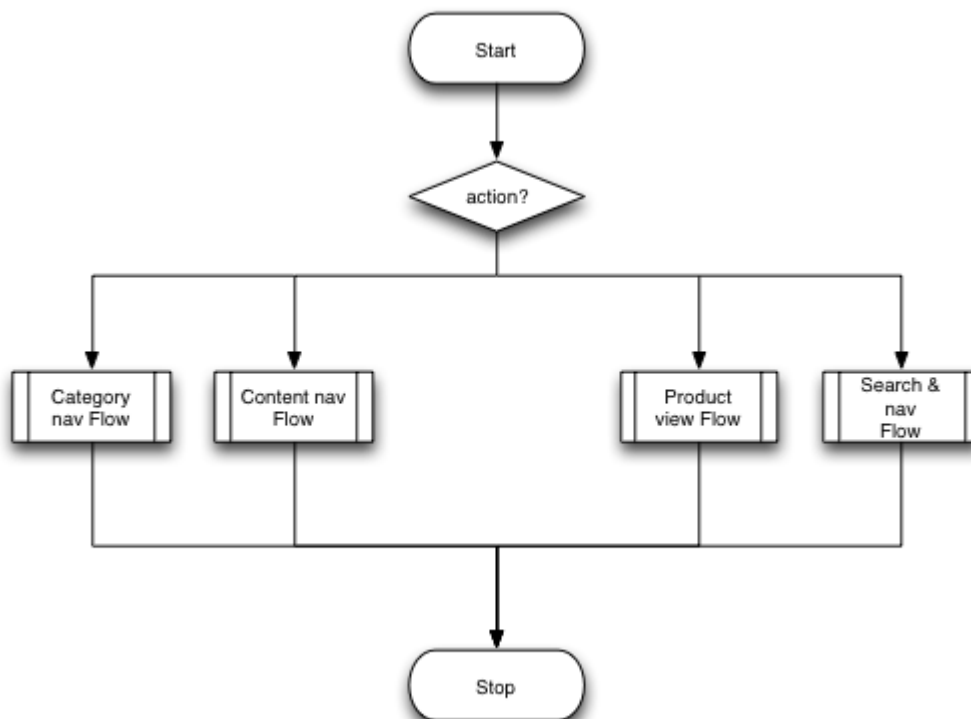 Start
action?
Category
nav Flow
Content nav
Flow
Product
view Flow
Search &
nav
Flow
Stop